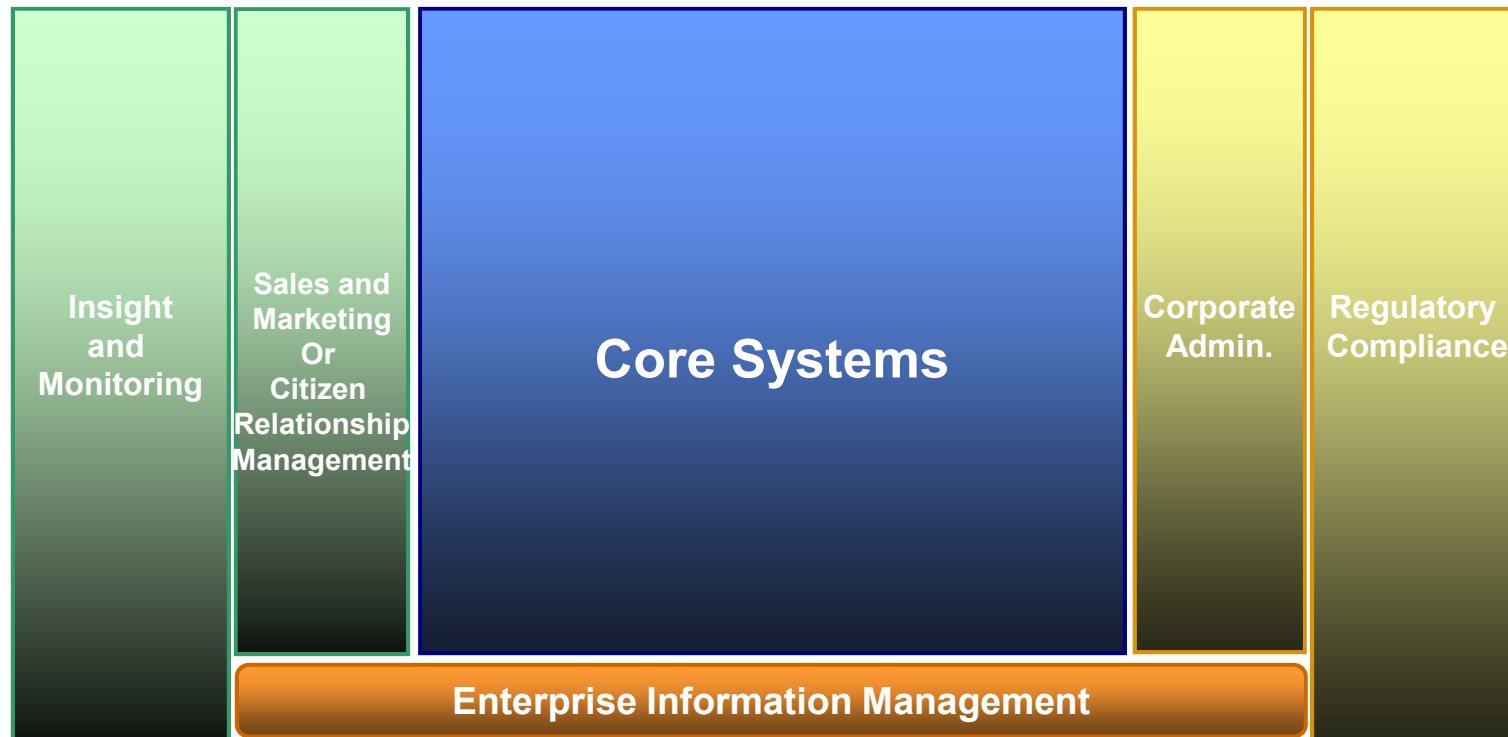 Insight
and
Monitoring
Sales and
Marketing
Or
Citizen
Relationship
Management
Core Systems
Corporate
Admin.
Regulatory
Compliance
Enterprise Information Management